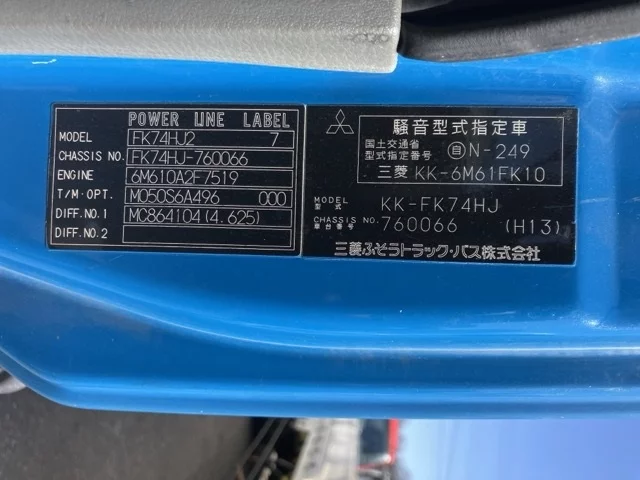 POWER LINE LABEL
MODEL FK74HJ2 7
CHASSIS NO. FK74HJ-760066
ENGINE 6M610A2F7519
T/M・OPT. M050S6A496 000
DIFF.NO.1 MC864104(4.625)
DIFF.NO.2
騒音型式指定車
国土交通省
型式指定番号 自N-249
三菱 KK-6M61FK10
MODEL
型式 KK-FK74HJ
CHASSIS NO.
車台番号 760066 (H13)
三菱ふそうトラック・バス株式会社